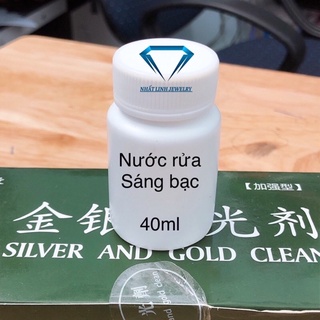 NHẤT LINH JEWELRY
Nước rửa
Sáng bạc
40ml
【加强型】
金银 光剂
SILVER AND GOLD CLEAN